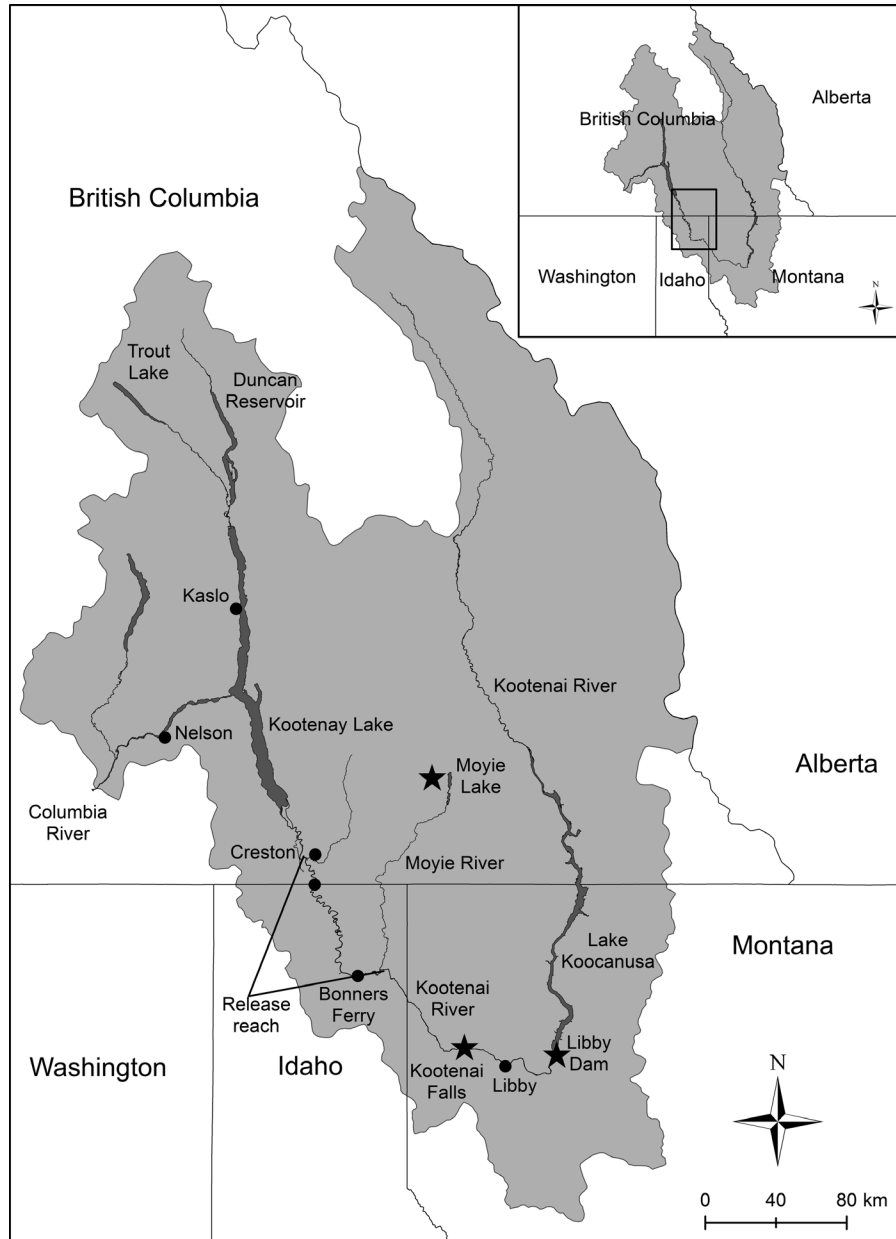 British Columbia
Alberta
British Columbia
Washington
Idaho
Montana
N
Trout
Lake
Duncan
Reservoir
Kaslo
Kootenai River
Nelson
Kootenay Lake
Moyie
Lake
Alberta
Columbia
River
Creston
Moyie River
Lake
Koocanusa
Montana
Release
reach
Bonners
Ferry
Kootenai
River
Washington
Idaho
Kootenai
Falls
Libby
Libby
Dam
N
0 40 80 km